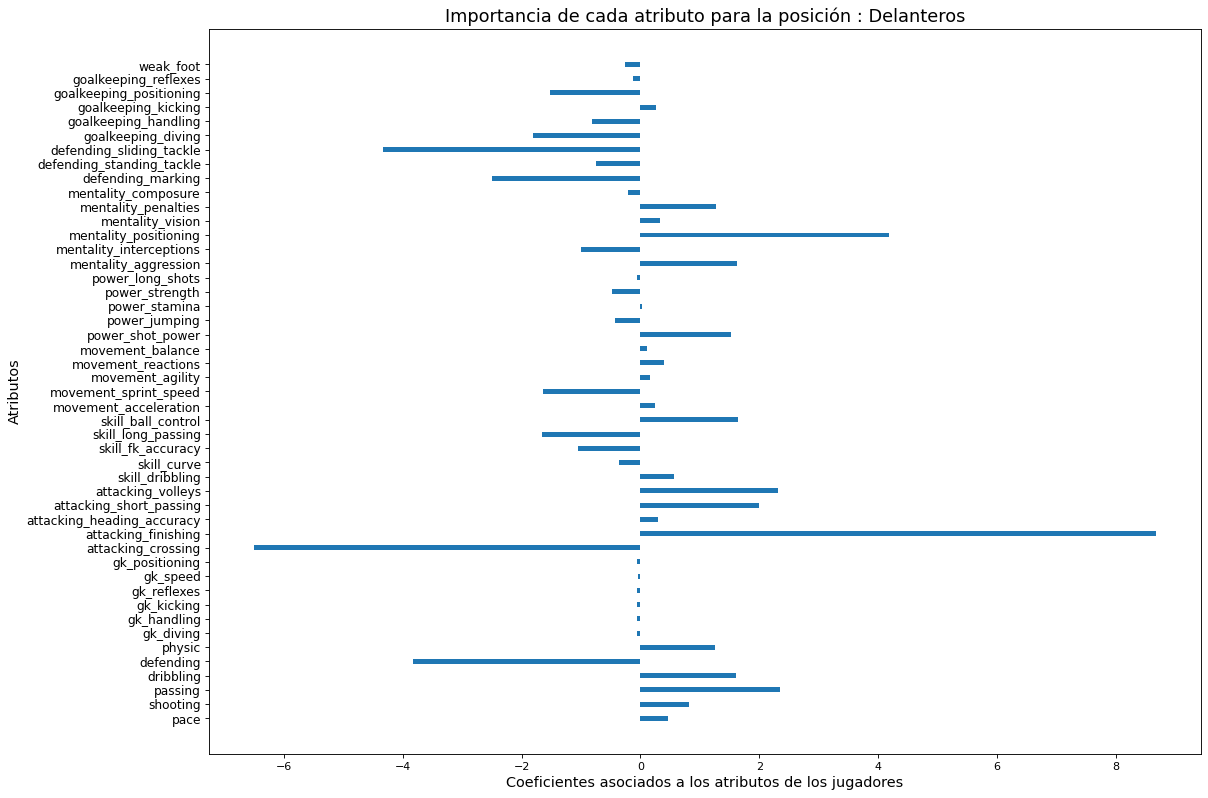 Importancia de cada atributo para la posición : Delanteros
weak_foot
goalkeeping_reflexes
goalkeeping_positioning
goalkeeping_kicking
goalkeeping_handling
goalkeeping_diving
defending_sliding_tackle
defending_standing_tackle
defending_marking
mentality_composure
mentality_penalties
mentality_vision
mentality_positioning
mentality_interceptions
mentality_aggression
power_long_shots
power_strength
power_stamina
power_jumping
power_shot_power
movement_balance
movement_reactions
movement_agility
movement_sprint_speed
movement_acceleration
skill_ball_control
skill_long_passing
skill_fk_accuracy
skill_curve
skill_dribbling
attacking_volleys
attacking_short_passing
attacking_heading_accuracy
attacking_finishing
attacking_crossing
gk_positioning
gk_speed
gk_reflexes
gk_kicking
gk_handling
gk_diving
physic
defending
dribbling
passing
shooting
pace
Atributos
−6 −4 −2 0 2 4 6 8
Coeficientes asociados a los atributos de los jugadores